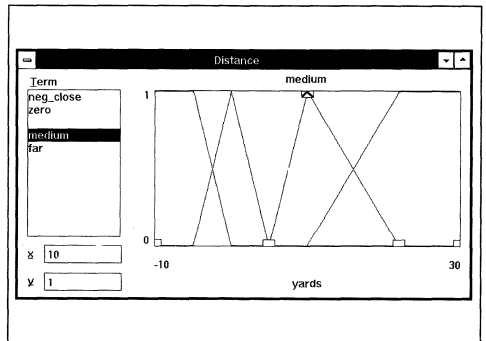 Distance
Term
neg_close
zero
medium
far
x 10
y 1
medium
1
0
-10
30
yards